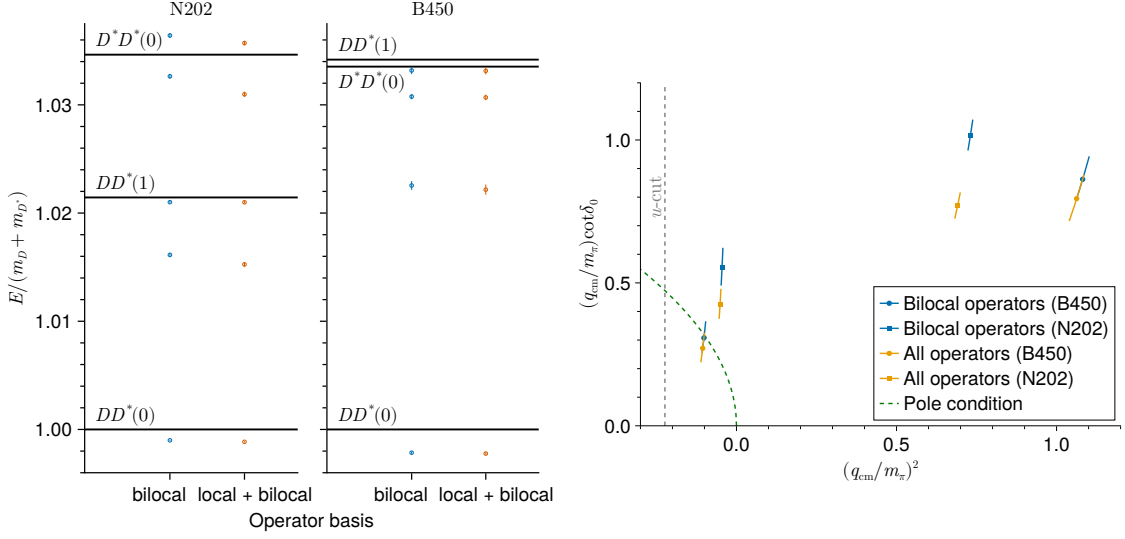 N202
B450
D*D*(0)
DD*(1)
DD*(0)
DD*(1)
D*D*(0)
DD*(0)
1.03
1.02
1.01
1.00
E/(m_D + m_{D*})
bilocal
local + bilocal
bilocal
local + bilocal
Operator basis
1.0
0.5
0.0
(q_cm/m_π)cotδ_0
u-cut
Bilocal operators (B450)
Bilocal operators (N202)
All operators (B450)
All operators (N202)
Pole condition
0.0
0.5
1.0
(q_cm/m_π)²